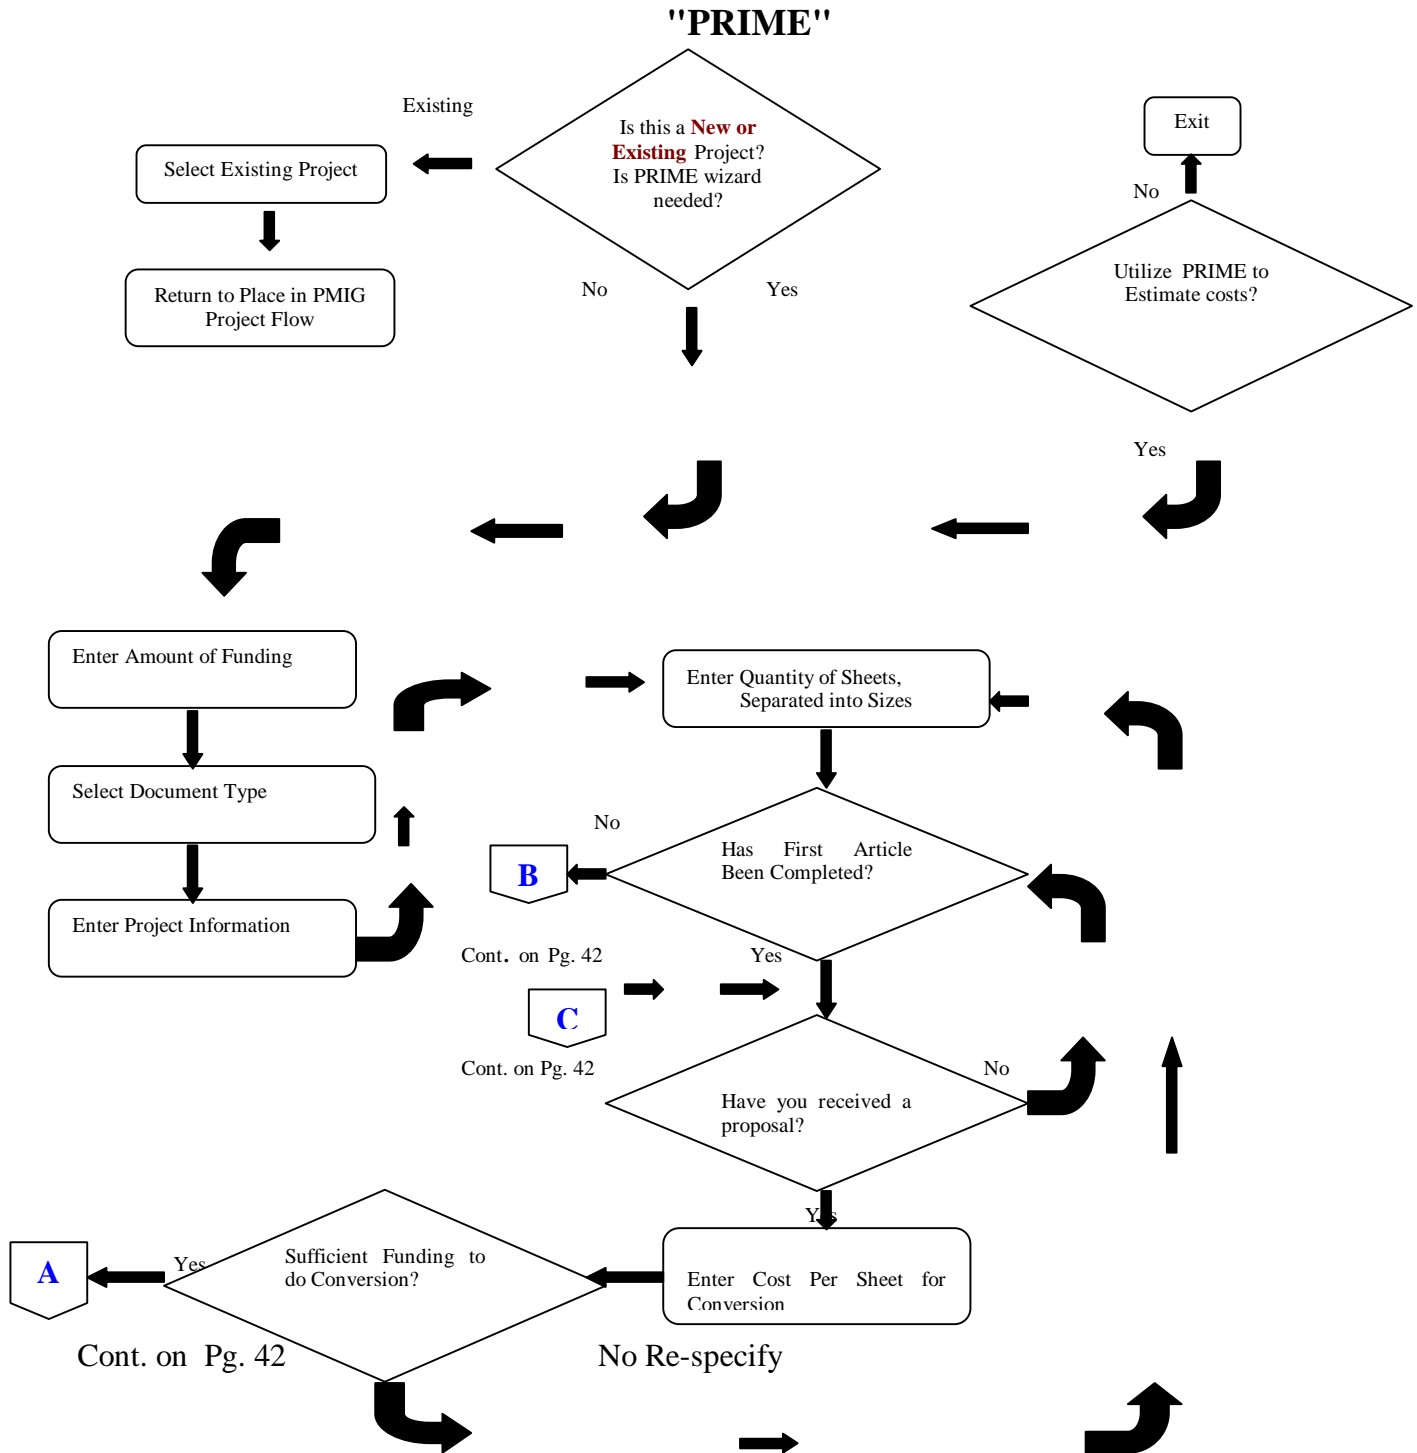 "PRIME"
Existing
Is this a New or
Existing Project?
Is PRIME wizard
needed?
Exit
Select Existing Project
No
Return to Place in PMIG
Project Flow
No
Yes
Utilize PRIME to
Estimate costs?
Yes
Enter Amount of Funding
Enter Quantity of Sheets,
Separated into Sizes
Select Document Type
No
Has First Article
Been Completed?
B
Enter Project Information
Cont. on Pg. 42
Yes
C
Cont. on Pg. 42
No
Have you received a
proposal?
Yes
Yes
Sufficient Funding to
do Conversion?
A
Enter Cost Per Sheet for
Conversion
Cont. on Pg. 42
No Re-specify